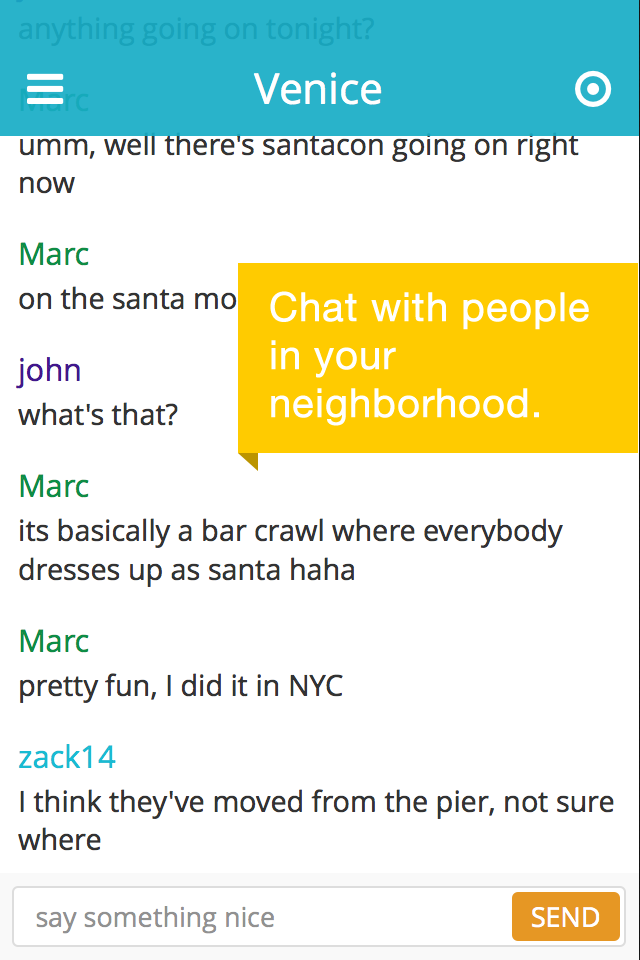 anything going on tonight?
Marc
Venice
umm, well there's santacon going on right
now
Marc
on the santa mo
Chat with people
in your
neighborhood.
john
what's that?
Marc
its basically a bar crawl where everybody
dresses up as santa haha
Marc
pretty fun, I did it in NYC
zack14
I think they've moved from the pier, not sure
where
say something nice
SEND